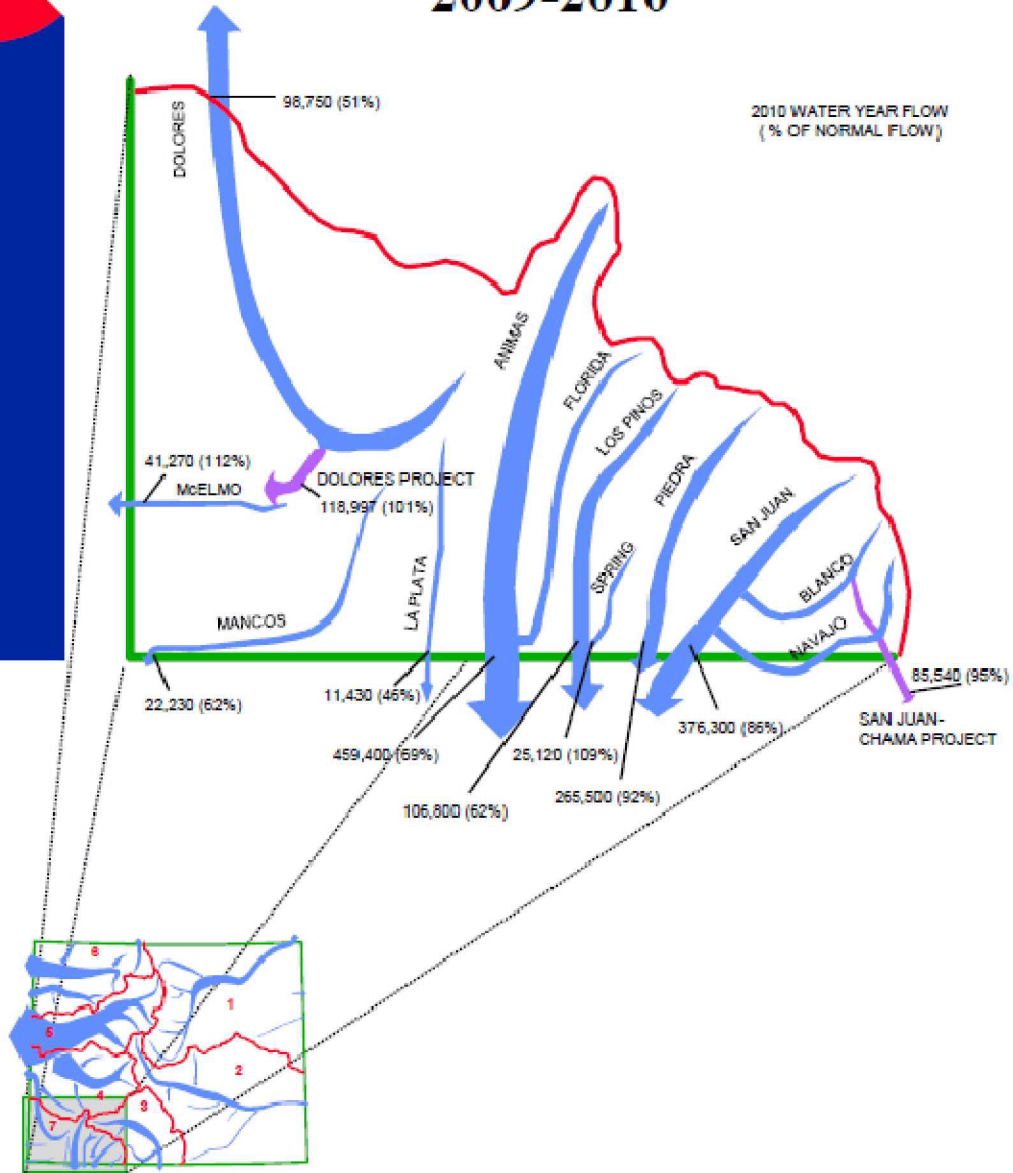 2009-2010
98,750 (51%)
2010 WATER YEAR FLOW
( % OF NORMAL FLOW)
DOLORES
ANIMAS
FLORIDA
LOS PINOS
41,270 (112%)
McELMO
DOLORES PROJECT
118,997 (101%)
PIEDRA
SAN JUAN
SPRING
BLANCO
LA PLATA
MANCOS
NAVAJO
22,230 (62%)
11,430 (46%)
85,540 (95%)
376,300 (86%)
SAN JUAN-
CHAMA PROJECT
459,400 (69%)
25,120 (109%)
265,500 (92%)
106,800 (62%)
6
1
5
2
4
3
7